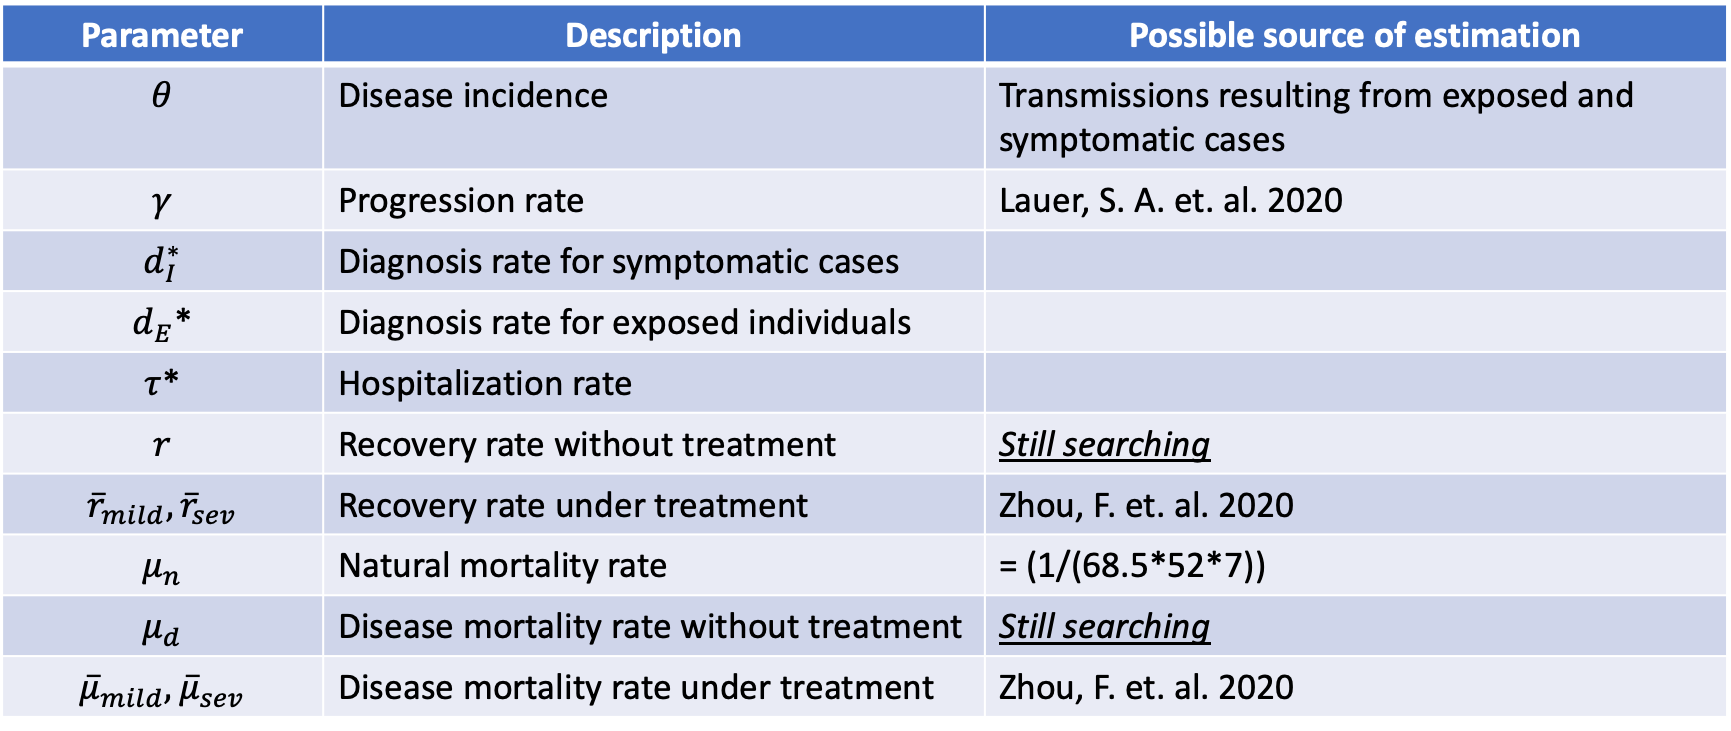 Parameter Description Possible source of estimation
θ Disease incidence Transmissions resulting from exposed and
symptomatic cases
γ Progression rate Lauer, S. A. et. al. 2020
d_I^* Diagnosis rate for symptomatic cases
d_E* Diagnosis rate for exposed individuals
τ* Hospitalization rate
r Recovery rate without treatment Still searching
r̄_mild, r̄_sev Recovery rate under treatment Zhou, F. et. al. 2020
μ_n Natural mortality rate = (1/(68.5*52*7))
μ_d Disease mortality rate without treatment Still searching
μ̄_mild, μ̄_sev Disease mortality rate under treatment Zhou, F. et. al. 2020